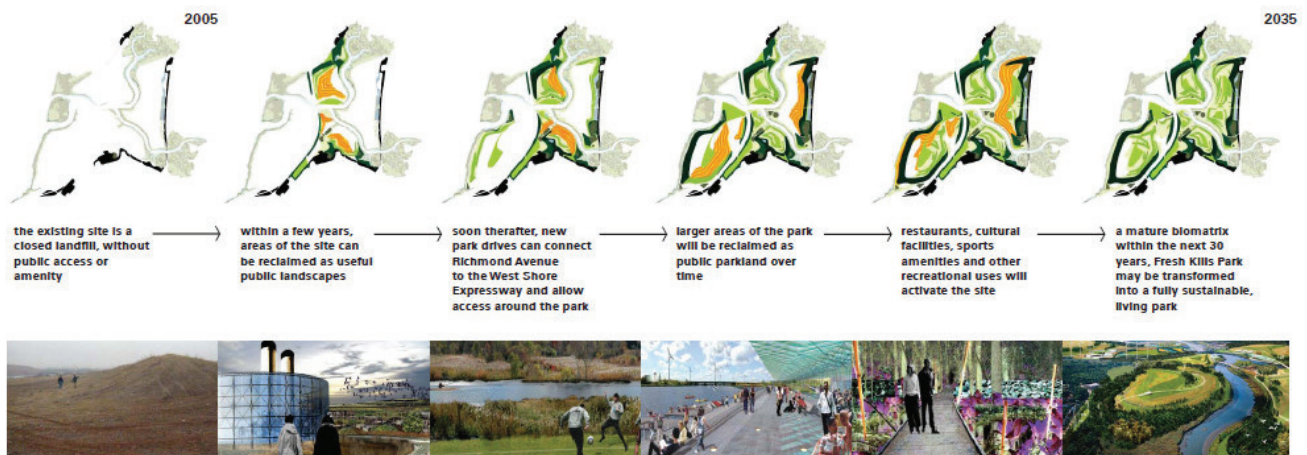 2005
2035
the existing site is a
closed landfill, without
public access or
amenity
within a few years,
areas of the site can
be reclaimed as useful
public landscapes
soon therafter, new
park drives can connect
Richmond Avenue
to the West Shore
Expressway and allow
access around the park
larger areas of the park
will be reclaimed as
public parkland over
time
restaurants, cultural
facilities, sports
amenities and other
recreational uses will
activate the site
a mature biomatrix
within the next 30
years, Fresh Kills Park
may be transformed
into a fully sustainable,
living park